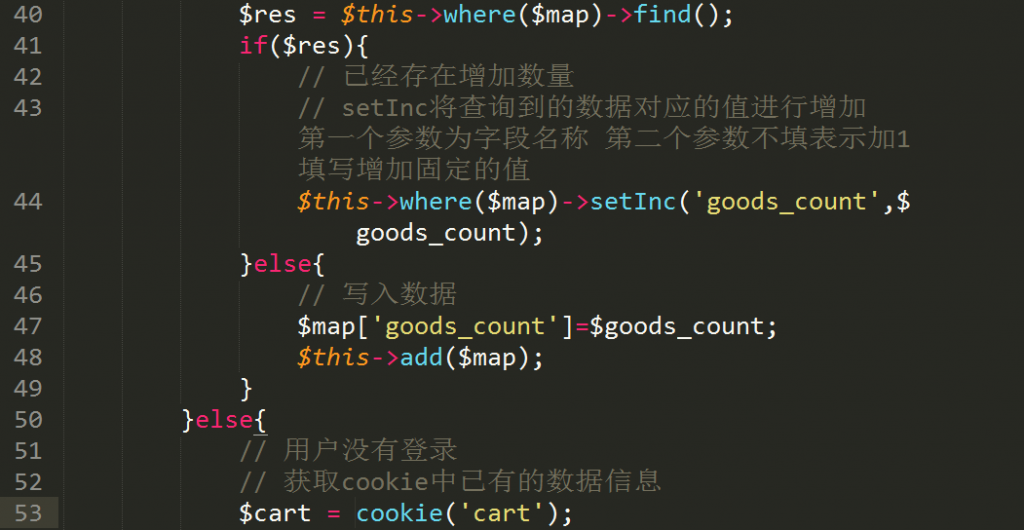 40 $res = $this->where($map)->find();
41 if($res){
42 // 已经存在增加数量
43 // setInc将查询到的数据对应的值进行增加
第一个参数为字段名称 第二个参数不填表示加1
填写增加固定的值
44 $this->where($map)->setInc('goods_count',$
goods_count);
45 }else{
46 // 写入数据
47 $map['goods_count']=$goods_count;
48 $this->add($map);
49 }
50 }else{
51 // 用户没有登录
52 // 获取cookie中已有的数据信息
53 $cart = cookie('cart');